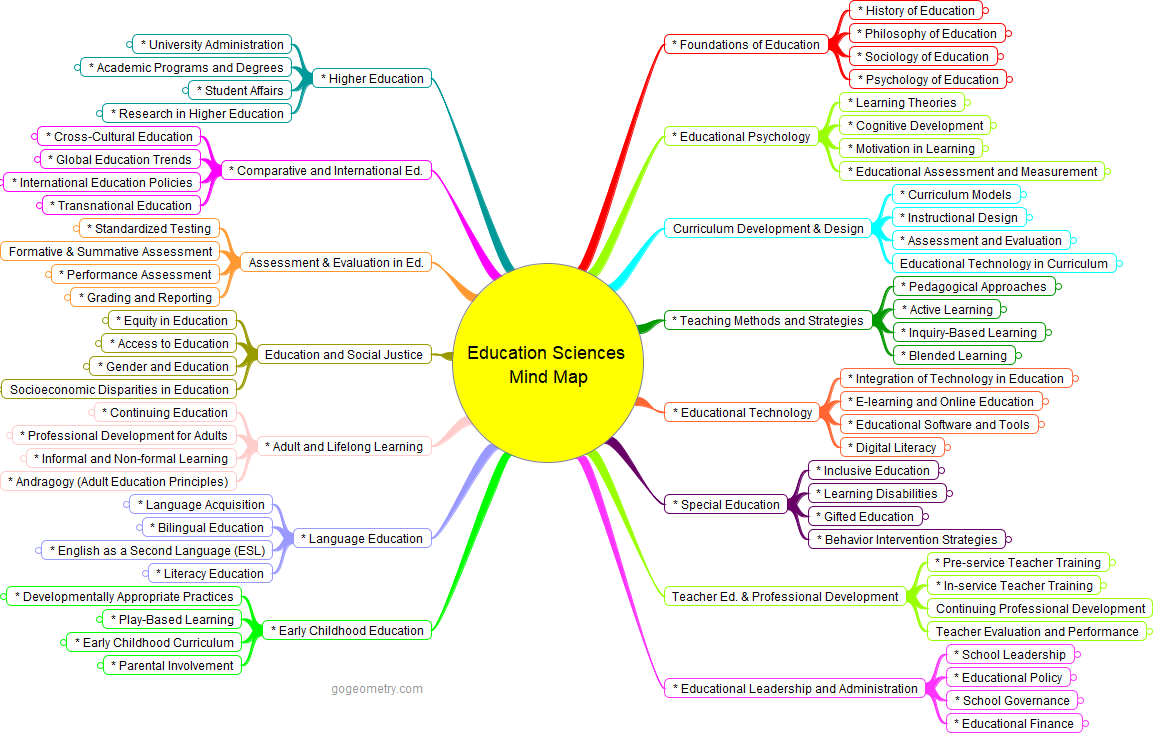 Education Sciences
Mind Map
* Foundations of Education
* History of Education
* Philosophy of Education
* Sociology of Education
* Psychology of Education
* Educational Psychology
* Learning Theories
* Cognitive Development
* Motivation in Learning
* Educational Assessment and Measurement
Curriculum Development & Design
* Curriculum Models
* Instructional Design
* Assessment and Evaluation
Educational Technology in Curriculum
* Teaching Methods and Strategies
* Pedagogical Approaches
* Active Learning
* Inquiry-Based Learning
* Blended Learning
* Educational Technology
* Integration of Technology in Education
* E-learning and Online Education
* Educational Software and Tools
* Digital Literacy
* Special Education
* Inclusive Education
* Learning Disabilities
* Gifted Education
* Behavior Intervention Strategies
Teacher Ed. & Professional Development
* Pre-service Teacher Training
* In-service Teacher Training
Continuing Professional Development
Teacher Evaluation and Performance
* Educational Leadership and Administration
* School Leadership
* Educational Policy
* School Governance
* Educational Finance
* Higher Education
* University Administration
* Academic Programs and Degrees
* Student Affairs
* Research in Higher Education
* Comparative and International Ed.
* Cross-Cultural Education
* Global Education Trends
* International Education Policies
* Transnational Education
Assessment & Evaluation in Ed.
* Standardized Testing
Formative & Summative Assessment
* Performance Assessment
* Grading and Reporting
Education and Social Justice
* Equity in Education
* Access to Education
* Gender and Education
Socioeconomic Disparities in Education
* Adult and Lifelong Learning
* Continuing Education
* Professional Development for Adults
* Informal and Non-formal Learning
* Andragogy (Adult Education Principles)
* Language Education
* Language Acquisition
* Bilingual Education
* English as a Second Language (ESL)
* Literacy Education
* Early Childhood Education
* Developmentally Appropriate Practices
* Play-Based Learning
* Early Childhood Curriculum
* Parental Involvement
gogeometry.com